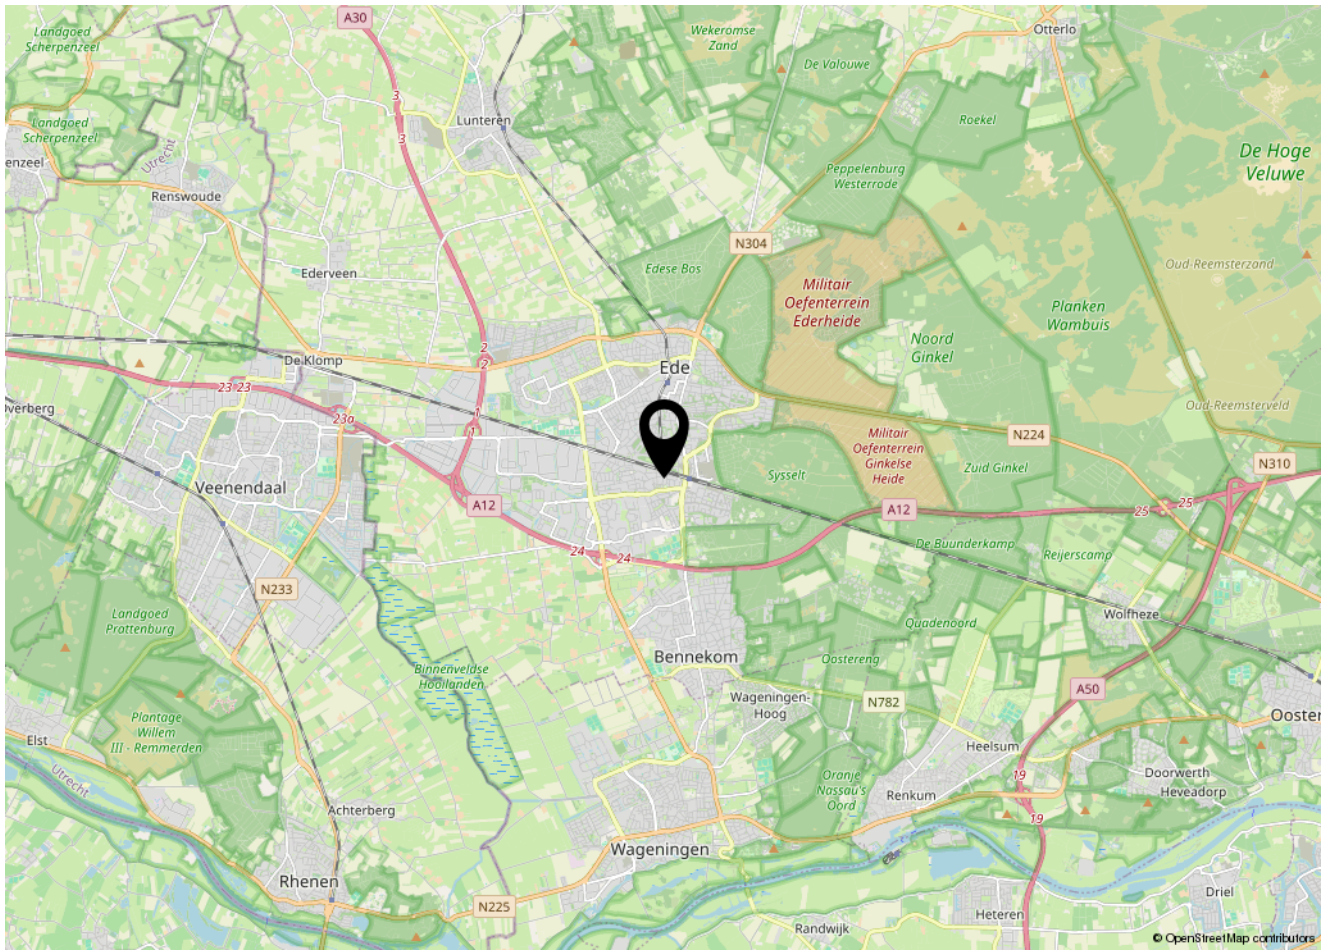 Landgoed
Scherpenzeel
A30
Wekeromse
Zand
Otterlo
De Valouwe
3
3
Landgoed
Scherpenzeel
Lunteren
Roekel
enzeel
Utrecht
De Hoge
Veluwe
Peppelenburg
Westerrode
Renswoude
N304
Ederveen
Edese Bos
Oud-Reemsterzand
Militair
Oefenterrein
Ederheide
Planken
Wambuis
Noord
Ginkel
2
2
De Klomp
Ede
23 23
Overberg
23a
1
1
Oud-Reemsterveld
N224
Militair
Oefenterrein
Ginkelse
Heide
Sysselt
Zuid Ginkel
N310
Veenendaal
A12
A12
25
25
24
24
De Buunderkamp
Reijerscamp
N233
Landgoed
Prattenburg
Wolfheze
Quadenoord
Bennekom
Oostereng
Binnenveldse
Hooilanden
A50
Wageningen-
Hoog
N782
Plantage
Willem
III - Remmerden
Elst
Ooster
Heelsum
Utrecht
Oranje
Nassau's
Oord
19
Doorwerth
Heveadorp
Renkum
Achterberg
19
Wageningen
Rhenen
Driel
N225
Heteren
Randwijk
© OpenStreetMap contributors